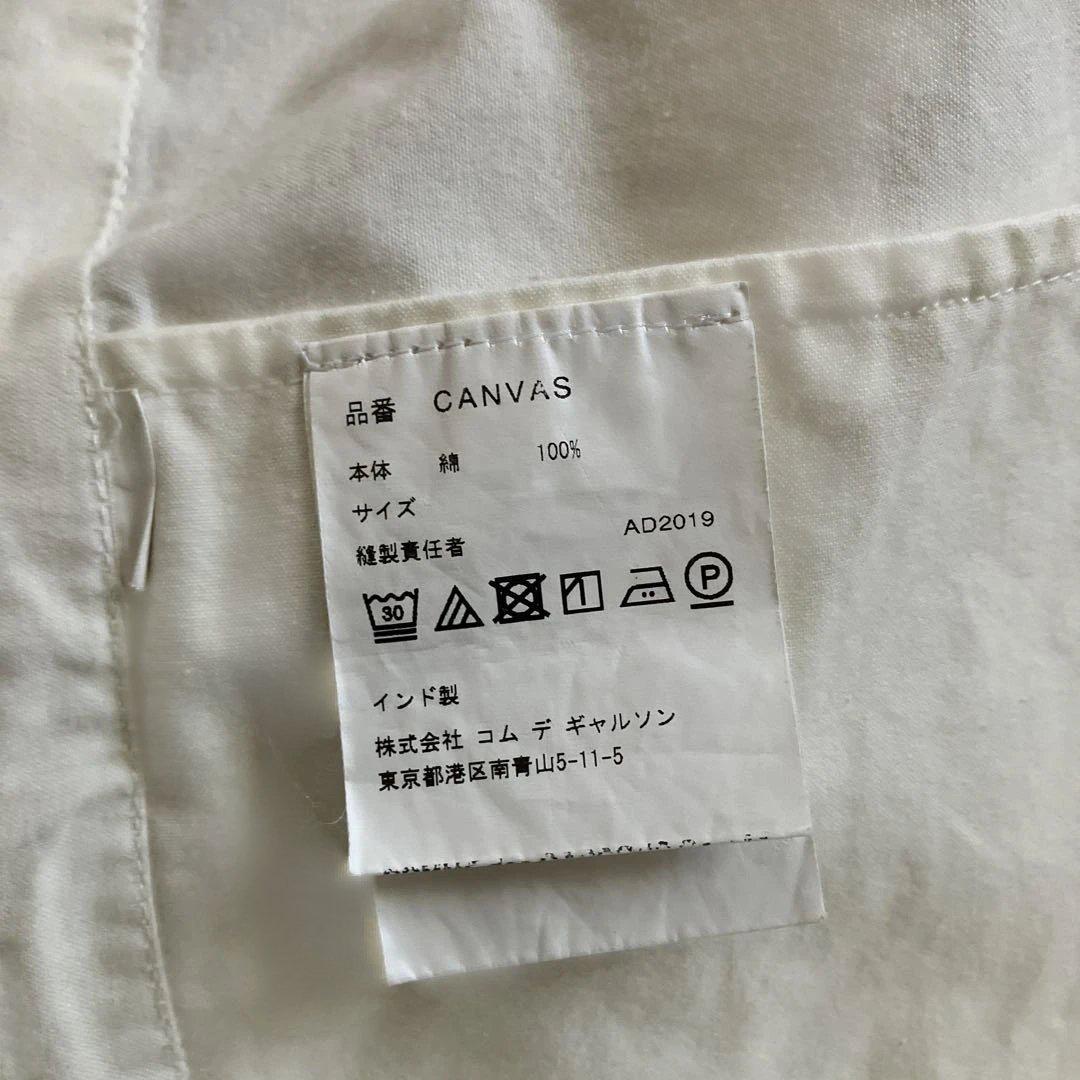 品番 CANVAS
本体 綿 100%
サイズ
縫製責任者 AD2019
30 P
インド製
株式会社 コム デ ギャルソン
東京都港区南青山5-11-5